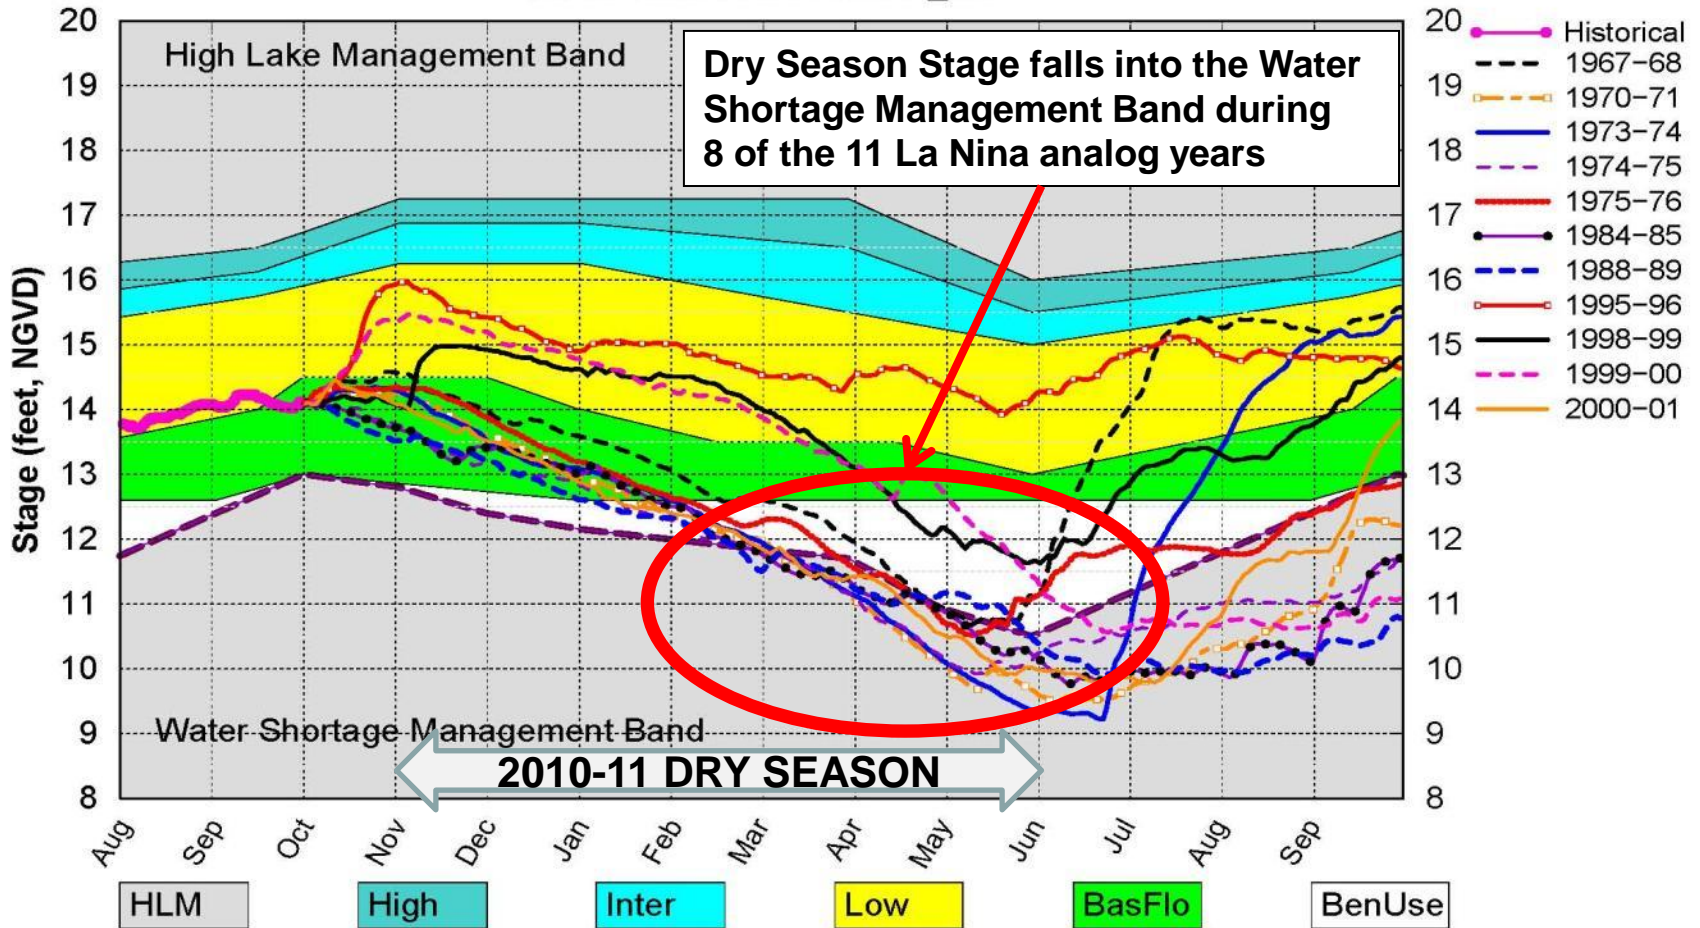 20
19
18
17
16
15
14
13
12
11
10
9
8
Stage (feet, NGVD)
High Lake Management Band
Dry Season Stage falls into the Water
Shortage Management Band during
8 of the 11 La Nina analog years
Water Shortage Management Band
2010-11 DRY SEASON
20
19
18
17
16
15
14
13
12
11
10
9
8
Historical
1967-68
1970-71
1973-74
1974-75
1975-76
1984-85
1988-89
1995-96
1998-99
1999-00
2000-01
Aug
Sep
Oct
Nov
Dec
Jan
Feb
Mar
Apr
May
Jun
Jul
Aug
Sep
HLM
High
Inter
Low
BasFlo
BenUse